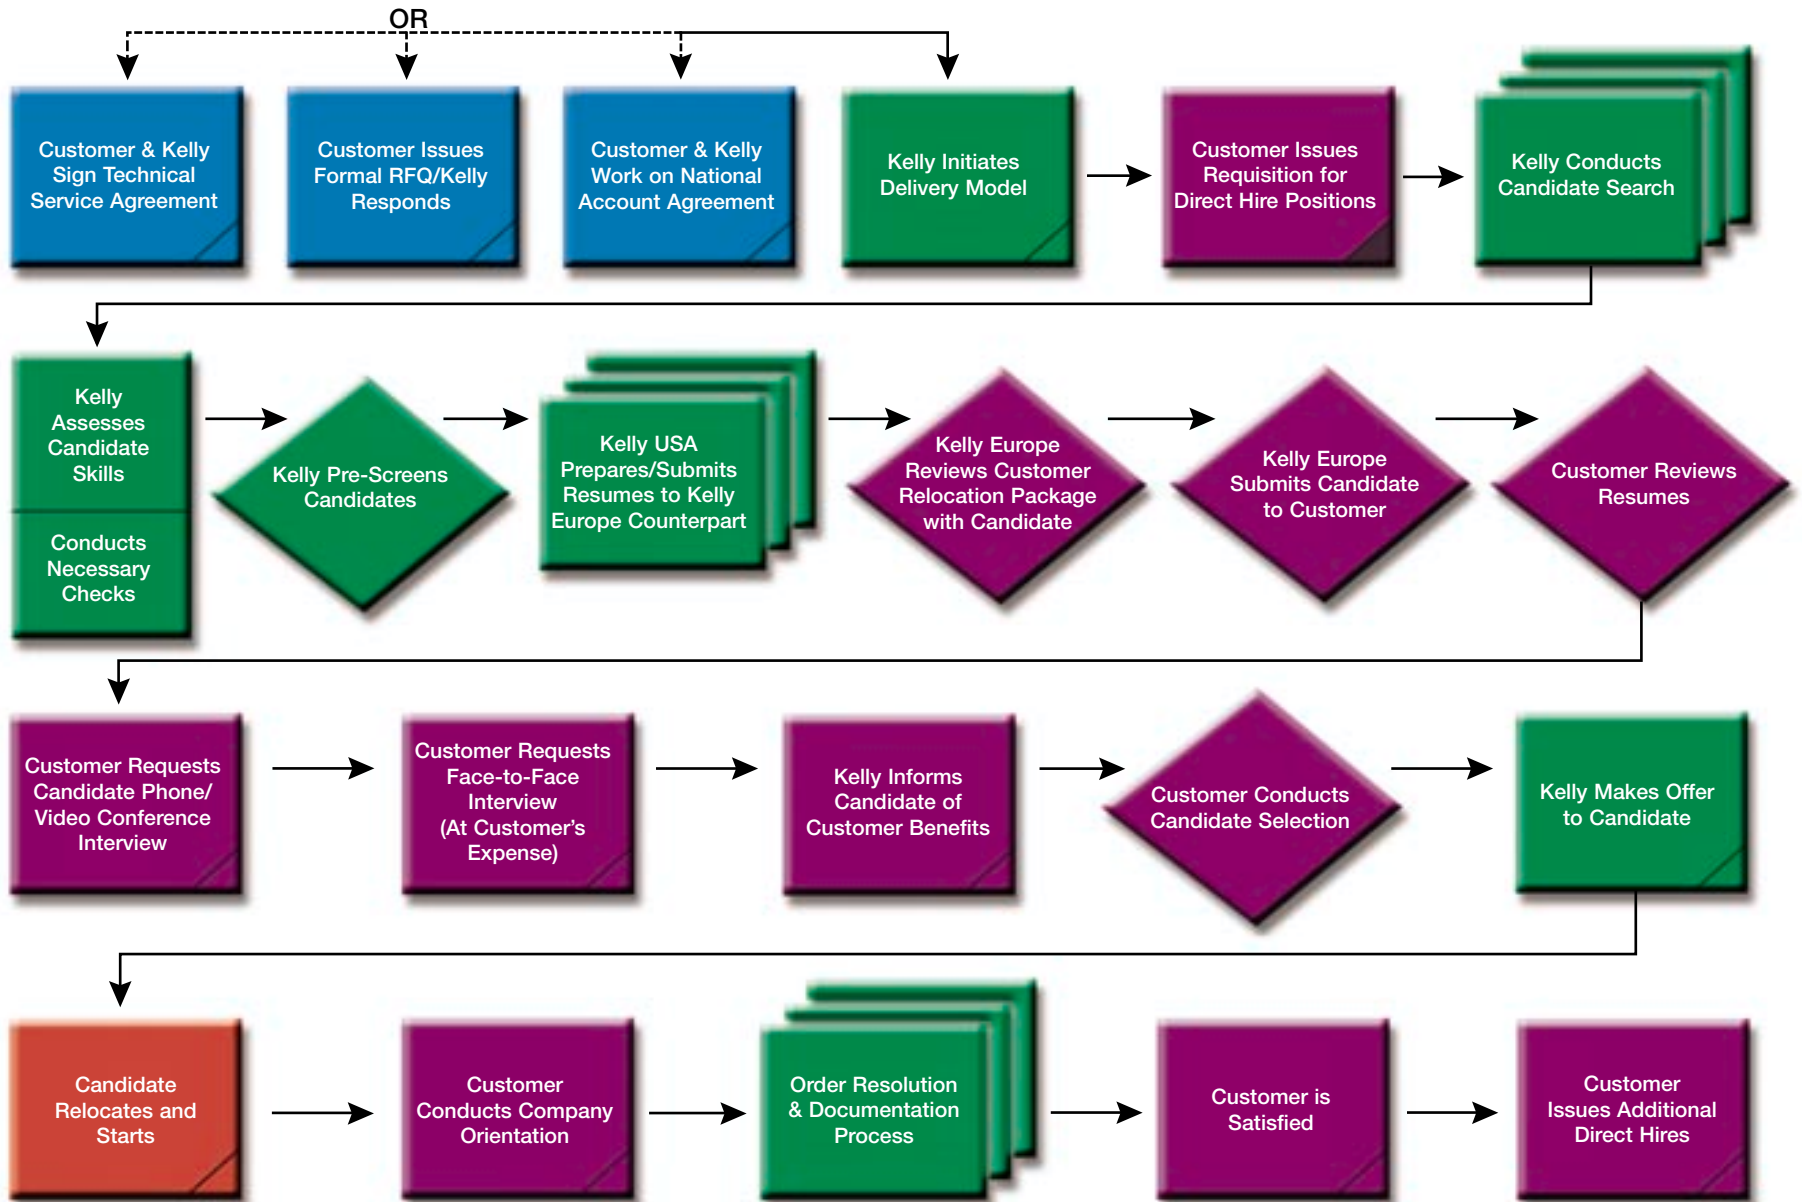 OR
Customer & Kelly
Sign Technical
Service Agreement
Customer Issues
Formal RFQ/Kelly
Responds
Customer & Kelly
Work on National
Account Agreement
Kelly Initiates
Delivery Model
Customer Issues
Requisition for
Direct Hire Positions
Kelly Conducts
Candidate Search
Kelly
Assesses
Candidate
Skills
Conducts
Necessary
Checks
Kelly Pre-Screens
Candidates
Kelly USA
Prepares/Submits
Resumes to Kelly
Europe Counterpart
Kelly Europe
Reviews Customer
Relocation Package
with Candidate
Kelly Europe
Submits Candidate
to Customer
Customer Reviews
Resumes
Customer Requests
Candidate Phone/
Video Conference
Interview
Customer Requests
Face-to-Face
Interview
(At Customer’s
Expense)
Kelly Informs
Candidate of
Customer Benefits
Customer Conducts
Candidate Selection
Kelly Makes Offer
to Candidate
Candidate
Relocates and
Starts
Customer
Conducts Company
Orientation
Order Resolution
& Documentation
Process
Customer is
Satisfied
Customer
Issues Additional
Direct Hires